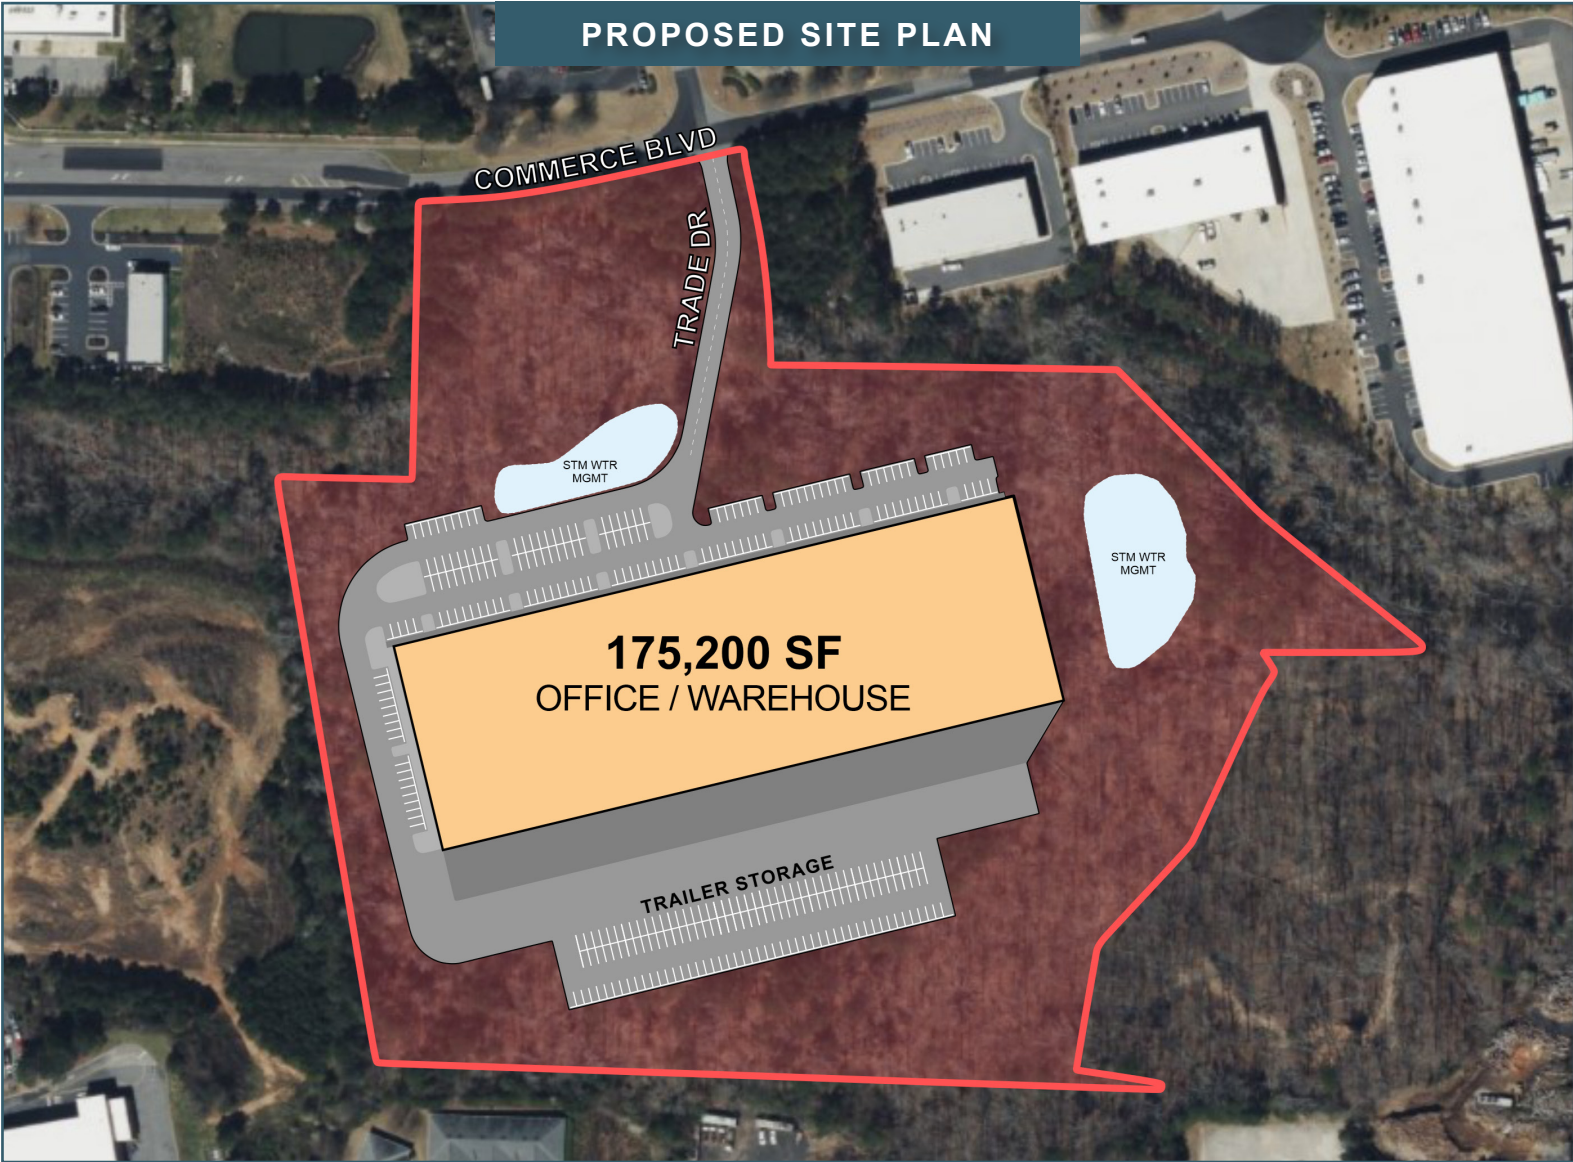 PROPOSED SITE PLAN
COMMERCE BLVD
TRADE DR
STM WTR
MGMT
STM WTR
MGMT
175,200 SF
OFFICE / WAREHOUSE
TRAILER STORAGE